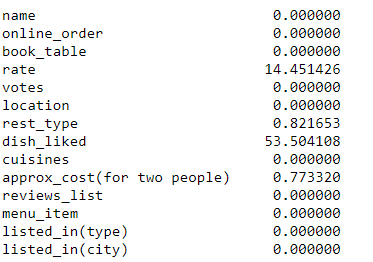 name 0.000000
online_order 0.000000
book_table 0.000000
rate 14.451426
votes 0.000000
location 0.000000
rest_type 0.821653
dish_liked 53.504108
cuisines 0.000000
approx_cost(for two people) 0.773320
reviews_list 0.000000
menu_item 0.000000
listed_in(type) 0.000000
listed_in(city) 0.000000